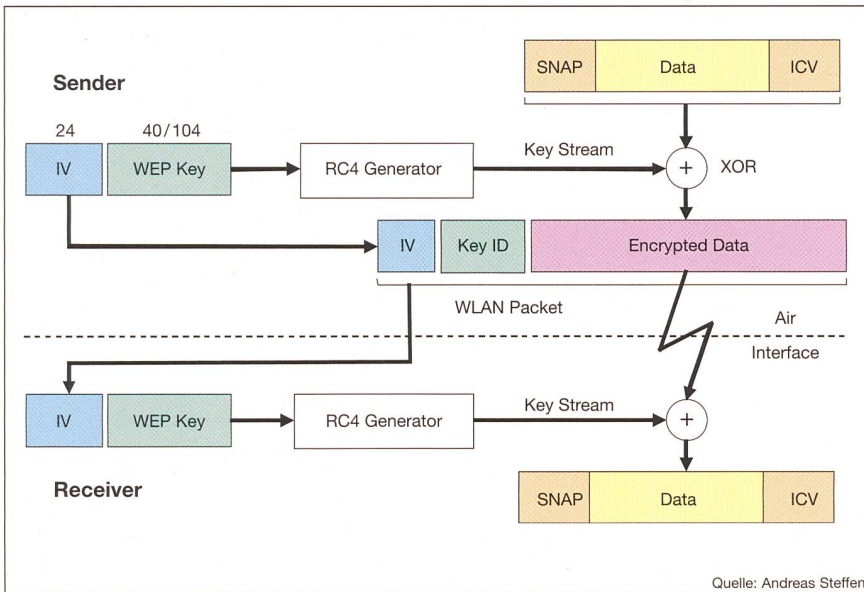 SNAP Data ICV
Sender
24 40/104
IV WEP Key RC4 Generator Key Stream + XOR
IV Key ID Encrypted Data
WLAN Packet Air
Interface
IV WEP Key RC4 Generator Key Stream +
Receiver
SNAP Data ICV
Quelle: Andreas Steffen